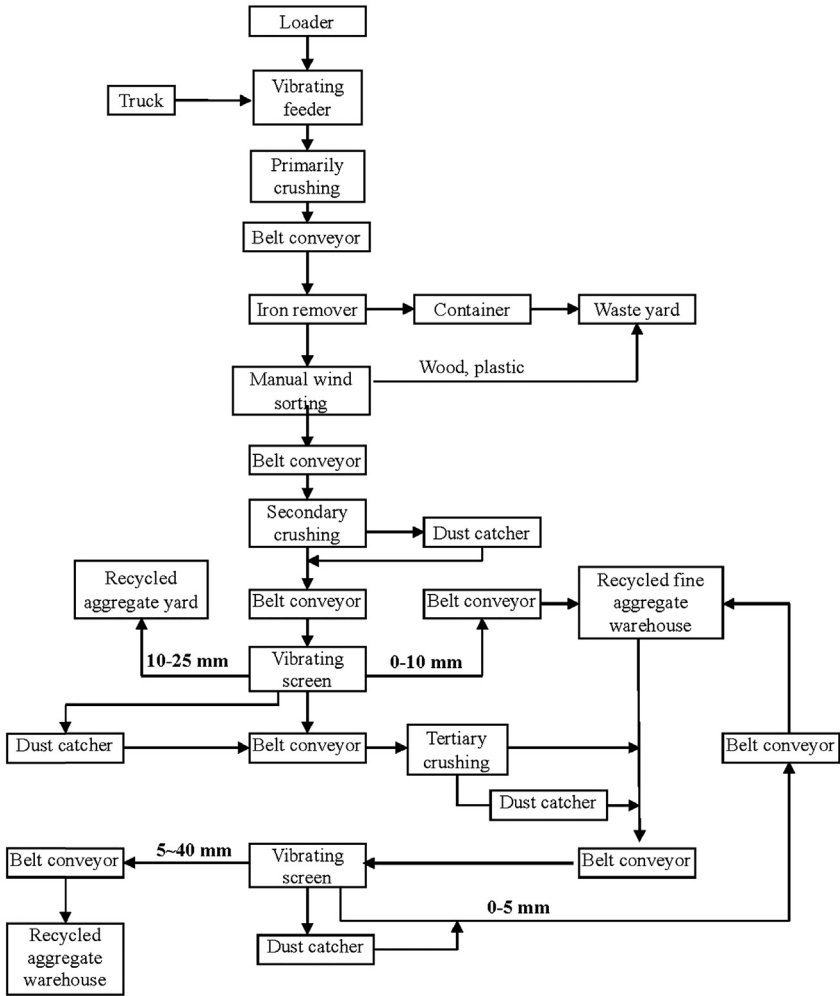 Loader
Truck
Vibrating
feeder
Primarily
crushing
Belt conveyor
Iron remover
Container
Waste yard
Manual wind
sorting
Wood, plastic
Belt conveyor
Secondary
crushing
Dust catcher
Recycled
aggregate yard
Belt conveyor
Belt conveyor
Recycled fine
aggregate
warehouse
10-25 mm
Vibrating
screen
0-10 mm
Dust catcher
Belt conveyor
Tertiary
crushing
Belt conveyor
Dust catcher
Belt conveyor
5~40 mm
Vibrating
screen
Belt conveyor
0-5 mm
Recycled
aggregate
warehouse
Dust catcher